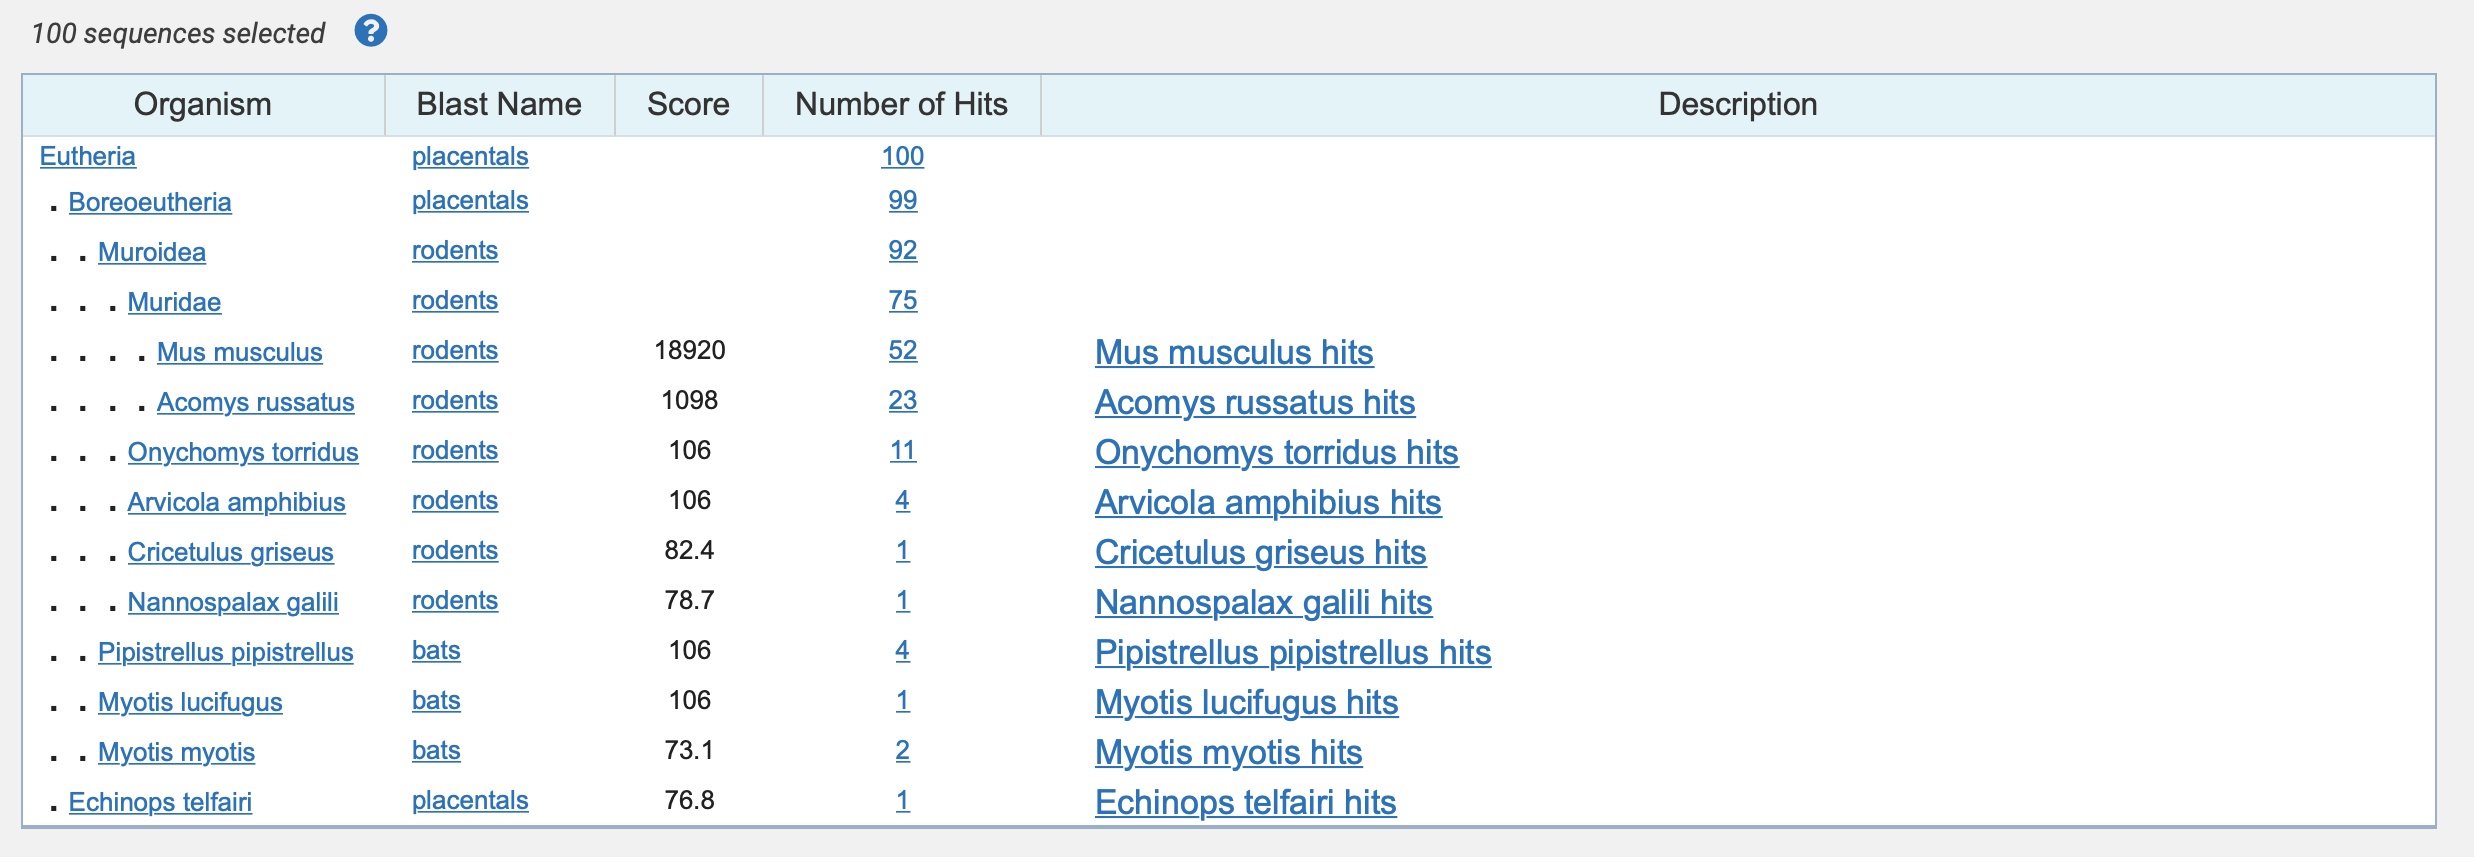 100 sequences selected ?
Organism Blast Name Score Number of Hits Description
Eutheria placentals 100
. Boreoeutheria placentals 99
. . Muroidea rodents 92
. . . Muridae rodents 75
. . . . Mus musculus rodents 18920 52 Mus musculus hits
. . . . Acomys russatus rodents 1098 23 Acomys russatus hits
. . . Onychomys torridus rodents 106 11 Onychomys torridus hits
. . . Arvicola amphibius rodents 106 4 Arvicola amphibius hits
. . . Cricetulus griseus rodents 82.4 1 Cricetulus griseus hits
. . . Nannospalax galili rodents 78.7 1 Nannospalax galili hits
. . Pipistrellus pipistrellus bats 106 4 Pipistrellus pipistrellus hits
. . Myotis lucifugus bats 106 1 Myotis lucifugus hits
. . Myotis myotis bats 73.1 2 Myotis myotis hits
. Echinops telfairi placentals 76.8 1 Echinops telfairi hits